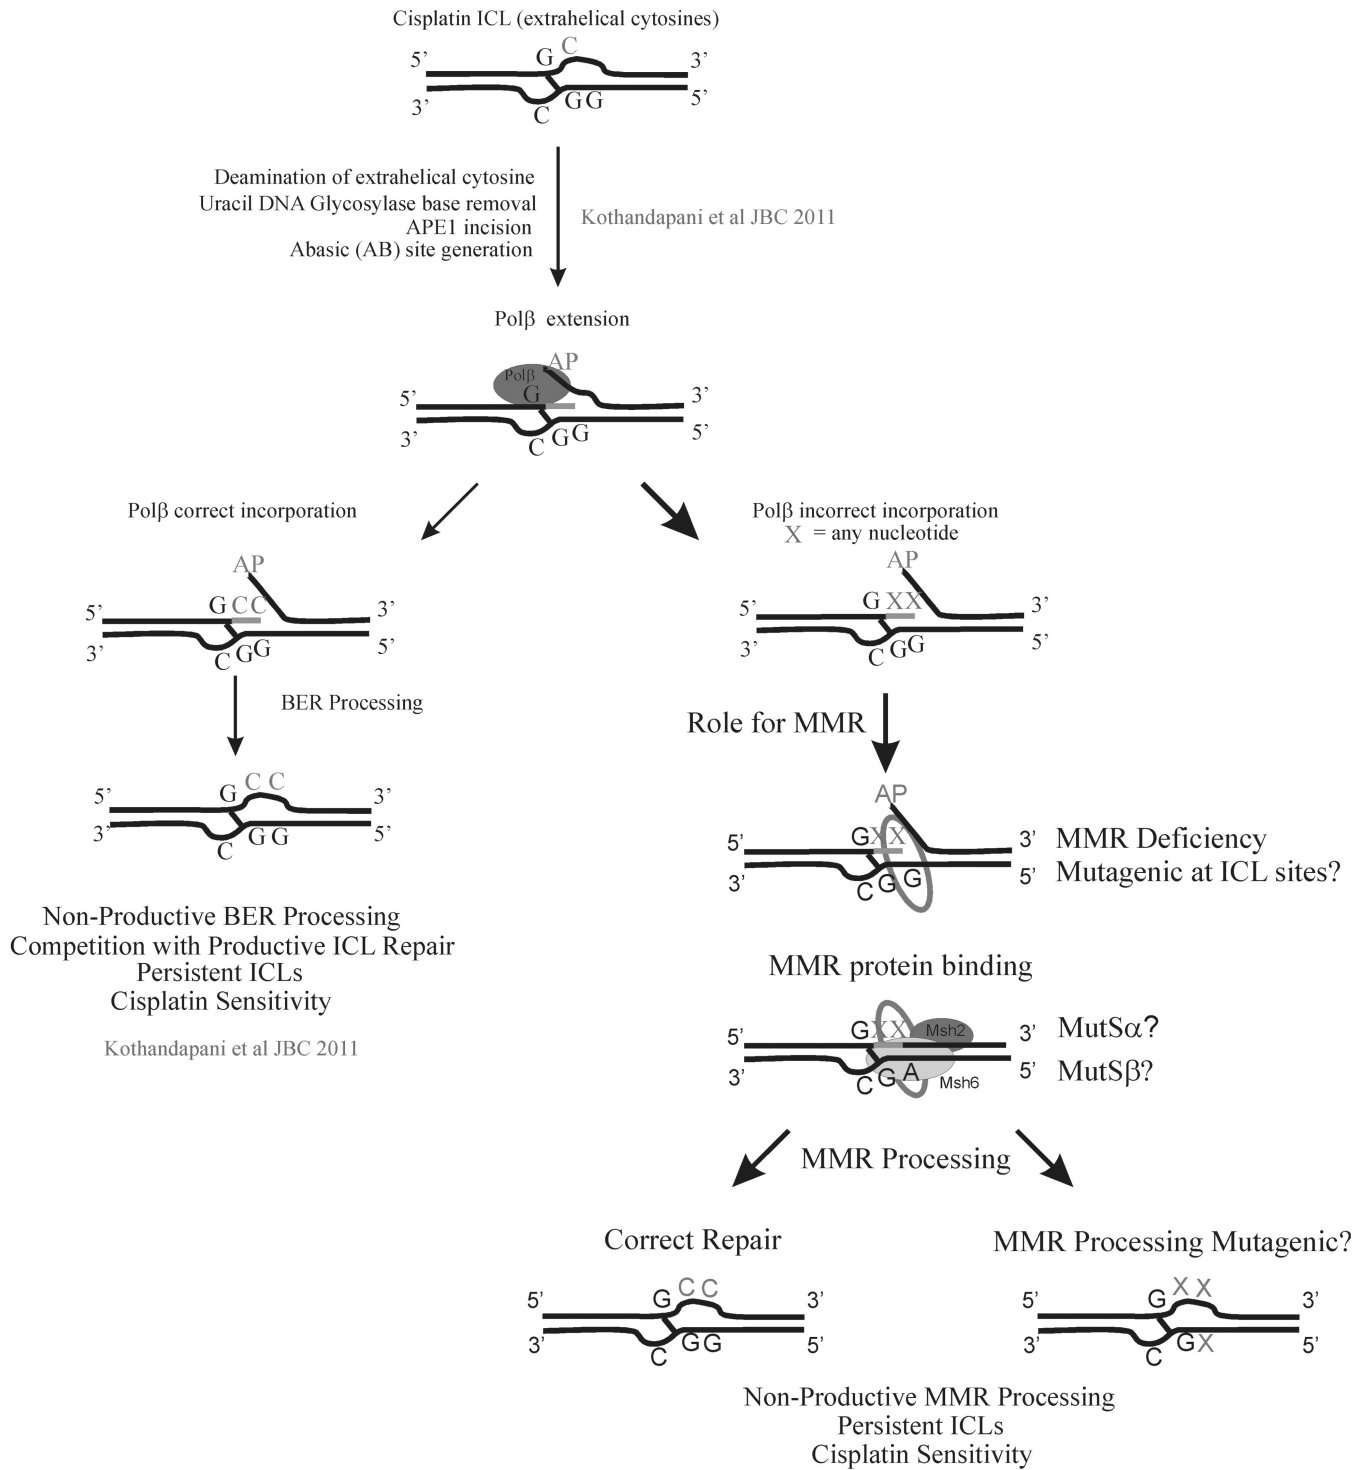 Cisplatin ICL (extrahelical cytosines)
5’ G C 3’
3’ C GG 5’
Deamination of extrahelical cytosine
Uracil DNA Glycosylase base removal
APE1 incision
Abasic (AB) site generation
Kothandapani et al JBC 2011
Polβ extension
AP
Polβ
5’ G 3’
3’ C GG 5’
Polβ correct incorporation
AP
5’ G CC 3’
3’ C GG 5’
BER Processing
5’ G C C 3’
3’ C G G 5’
Non-Productive BER Processing
Competition with Productive ICL Repair
Persistent ICLs
Cisplatin Sensitivity
Kothandapani et al JBC 2011
Polβ incorrect incorporation
X = any nucleotide
AP
5’ G XX 3’
3’ C GG 5’
Role for MMR
AP
5’ GXX 3’
3’ C G G 5’
MMR Deficiency
Mutagenic at ICL sites?
MMR protein binding
5’ GXX Msh2 3’
3’ C G A Msh6 5’
MutSα?
MutSβ?
MMR Processing
Correct Repair
5’ G C C 3’
3’ C GG 5’
MMR Processing Mutagenic?
5’ G X X 3’
3’ C GX 5’
Non-Productive MMR Processing
Persistent ICLs
Cisplatin Sensitivity